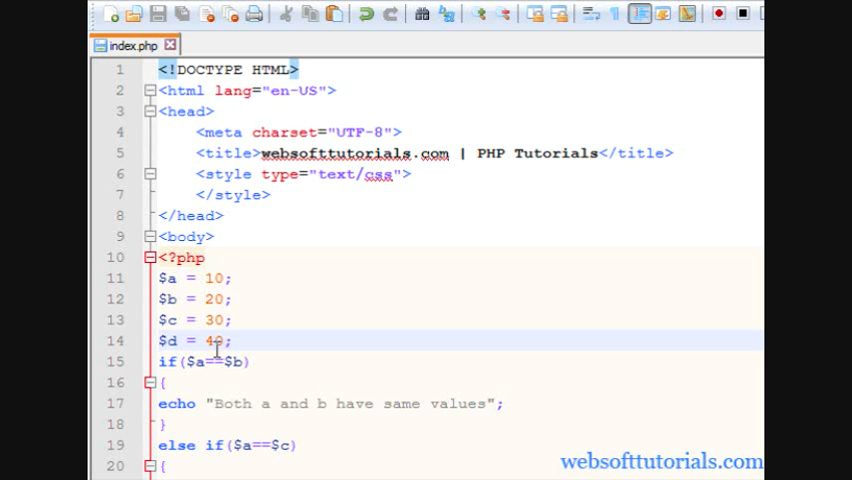 index.php
1 <!DOCTYPE HTML>
2 <html lang="en-US">
3 <head>
4 <meta charset="UTF-8">
5 <title>websofttutorials.com | PHP Tutorials</title>
6 <style type="text/css">
7 </style>
8 </head>
9 <body>
10 <?php
11 $a = 10;
12 $b = 20;
13 $c = 30;
14 $d = 40;
15 if($a==$b)
16 {
17 echo "Both a and b have same values";
18 }
19 else if($a==$c)
20 {
websofttutorials.com